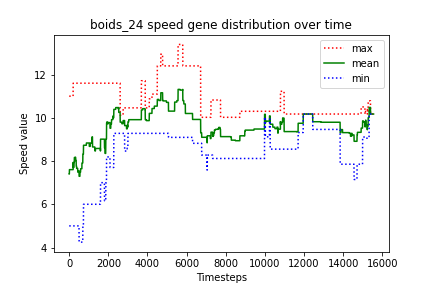 boids_24 speed gene distribution over time
max
mean
min
Speed value
12
10
8
6
4
0 2000 4000 6000 8000 10000 12000 14000 16000
Timesteps